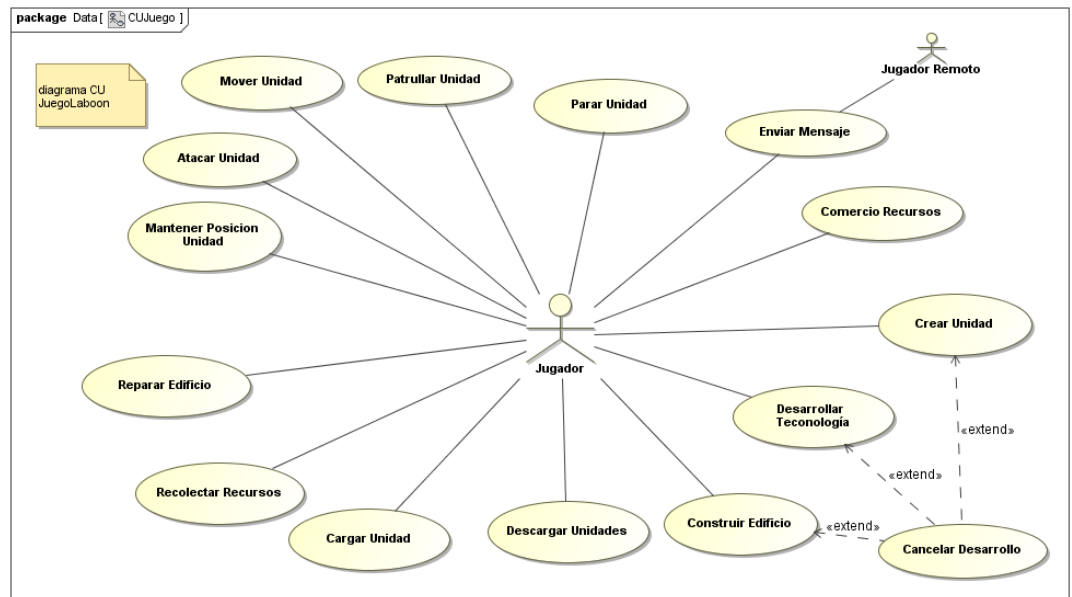 package Data [ CUJuego ]
diagrama CU
JuegoLaboon
Mover Unidad
Patrullar Unidad
Parar Unidad
Jugador Remoto
Enviar Mensaje
Atacar Unidad
Mantener Posicion
Unidad
Comercio Recursos
Crear Unidad
Jugador
Reparar Edificio
Desarrollar
Teconología
«extend»
«extend»
Recolectar Recursos
Cargar Unidad
Descargar Unidades
Construir Edificio
«extend»
Cancelar Desarrollo